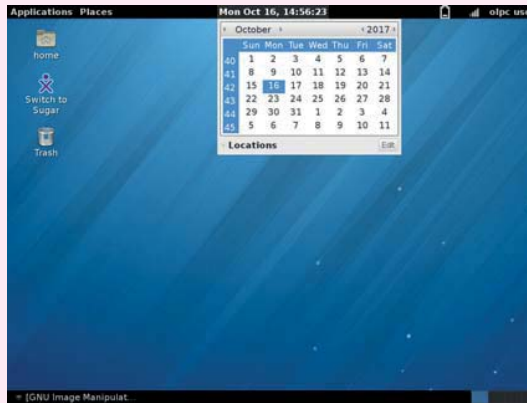 Applications Places Mon Oct 16, 14:56:23 olpc us
October 2017
Sun Mon Tue Wed Thu Fri Sat
40 1 2 3 4 5 6 7
41 8 9 10 11 12 13 14
42 15 16 17 18 19 20 21
43 22 23 24 25 26 27 28
44 29 30 31 1 2 3 4
45 5 6 7 8 9 10 11
Locations Edit
home
Switch to
Sugar
Trash
[GNU Image Manipulat...